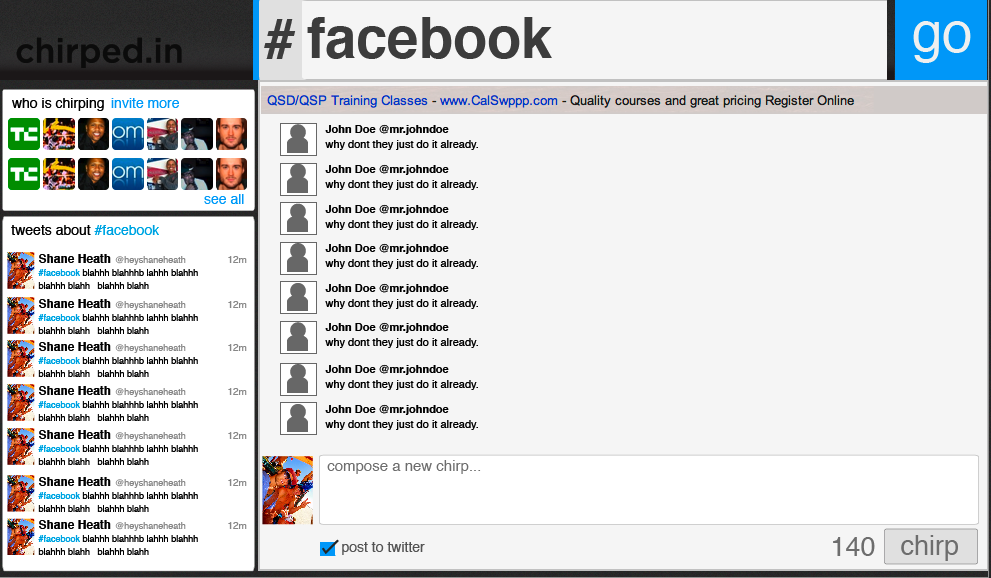 chirped.in
# facebook
go
who is chirping invite more
TC om
TC om
see all
tweets about #facebook
Shane Heath @heyshaneheath 12m
#facebook blahhh blahhhb lahhh blahhh
blahhh blahh blahhh blahh
Shane Heath @heyshaneheath 12m
#facebook blahhh blahhhb lahhh blahhh
blahhh blahh blahhh blahh
Shane Heath @heyshaneheath 12m
#facebook blahhh blahhhb lahhh blahhh
blahhh blahh blahhh blahh
Shane Heath @heyshaneheath 12m
#facebook blahhh blahhhb lahhh blahhh
blahhh blahh blahhh blahh
Shane Heath @heyshaneheath 12m
#facebook blahhh blahhhb lahhh blahhh
blahhh blahh blahhh blahh
Shane Heath @heyshaneheath 12m
#facebook blahhh blahhhb lahhh blahhh
blahhh blahh blahhh blahh
Shane Heath @heyshaneheath 12m
#facebook blahhh blahhhb lahhh blahhh
blahhh blahh blahhh blahh
QSD/QSP Training Classes - www.CalSwppp.com - Quality courses and great pricing Register Online
John Doe @mr.johndoe
why dont they just do it already.
John Doe @mr.johndoe
why dont they just do it already.
John Doe @mr.johndoe
why dont they just do it already.
John Doe @mr.johndoe
why dont they just do it already.
John Doe @mr.johndoe
why dont they just do it already.
John Doe @mr.johndoe
why dont they just do it already.
John Doe @mr.johndoe
why dont they just do it already.
John Doe @mr.johndoe
why dont they just do it already.
compose a new chirp...
post to twitter
140 chirp